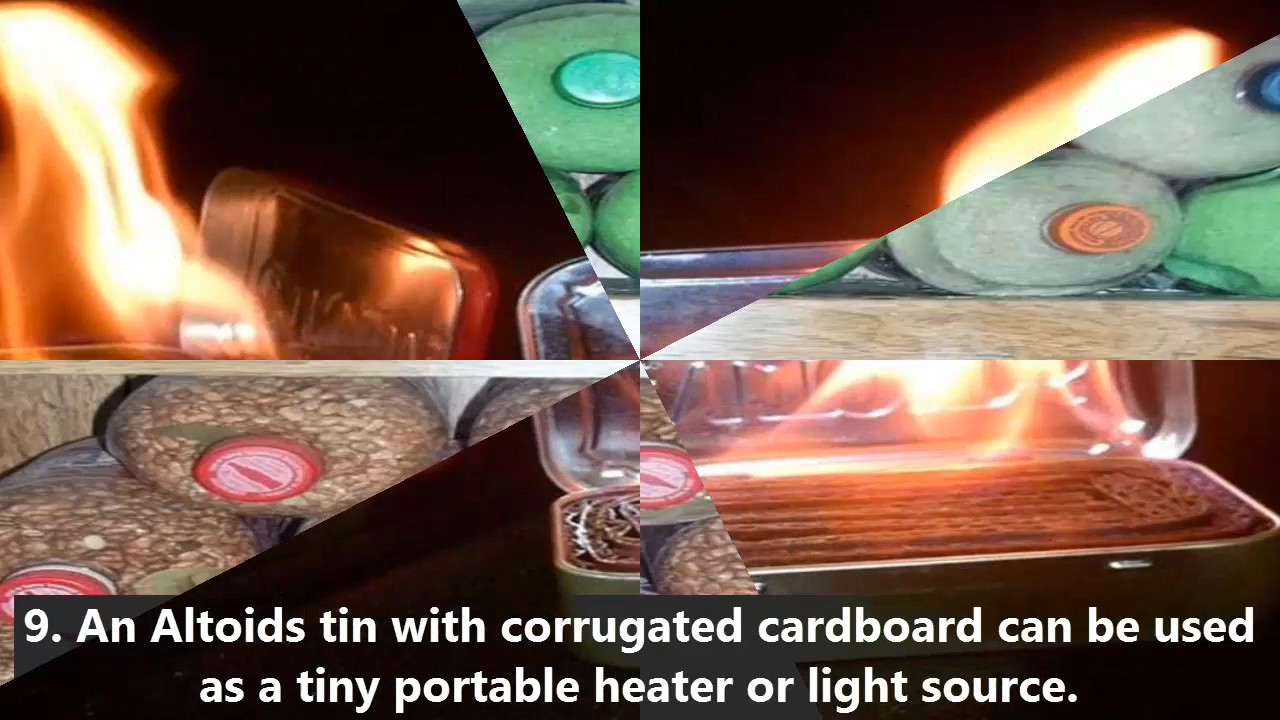 9. An Altoids tin with corrugated cardboard can be used
as a tiny portable heater or light source.